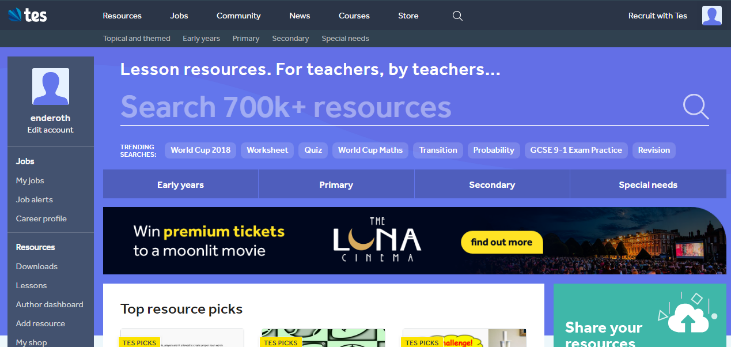 tes
Resources Jobs Community News Courses Store
Recruit with Tes
Topical and themed Early years Primary Secondary Special needs
enderoth
Edit account
Jobs
My jobs
Job alerts
Career profile
Resources
Downloads
Lessons
Author dashboard
Add resource
My shop
Lesson resources. For teachers, by teachers...
Search 700k+ resources
TRENDING
SEARCHES:
World Cup 2018 Worksheet Quiz World Cup Maths Transition Probability GCSE 9-1 Exam Practice Revision
Early years Primary Secondary Special needs
Win premium tickets
to a moonlit movie
THE
LUNA
CINEMA
find out more
Top resource picks
TES PICKS
TES PICKS
TES PICKS
Share your
resources